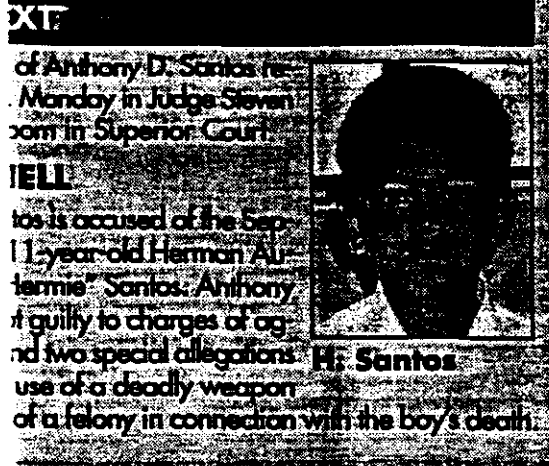 XT
of Anthony D. Santos re-
Monday in Judge Steven
oom in Superior Court.
ELL
tos is accused of the Sep-
11-year-old Herman Au-
Hermie" Santos. Anthony
t guilty to charges of ag-
nd two special allegations
use of a deadly weapon
of a felony in connection with the boy's death.
H. Santos